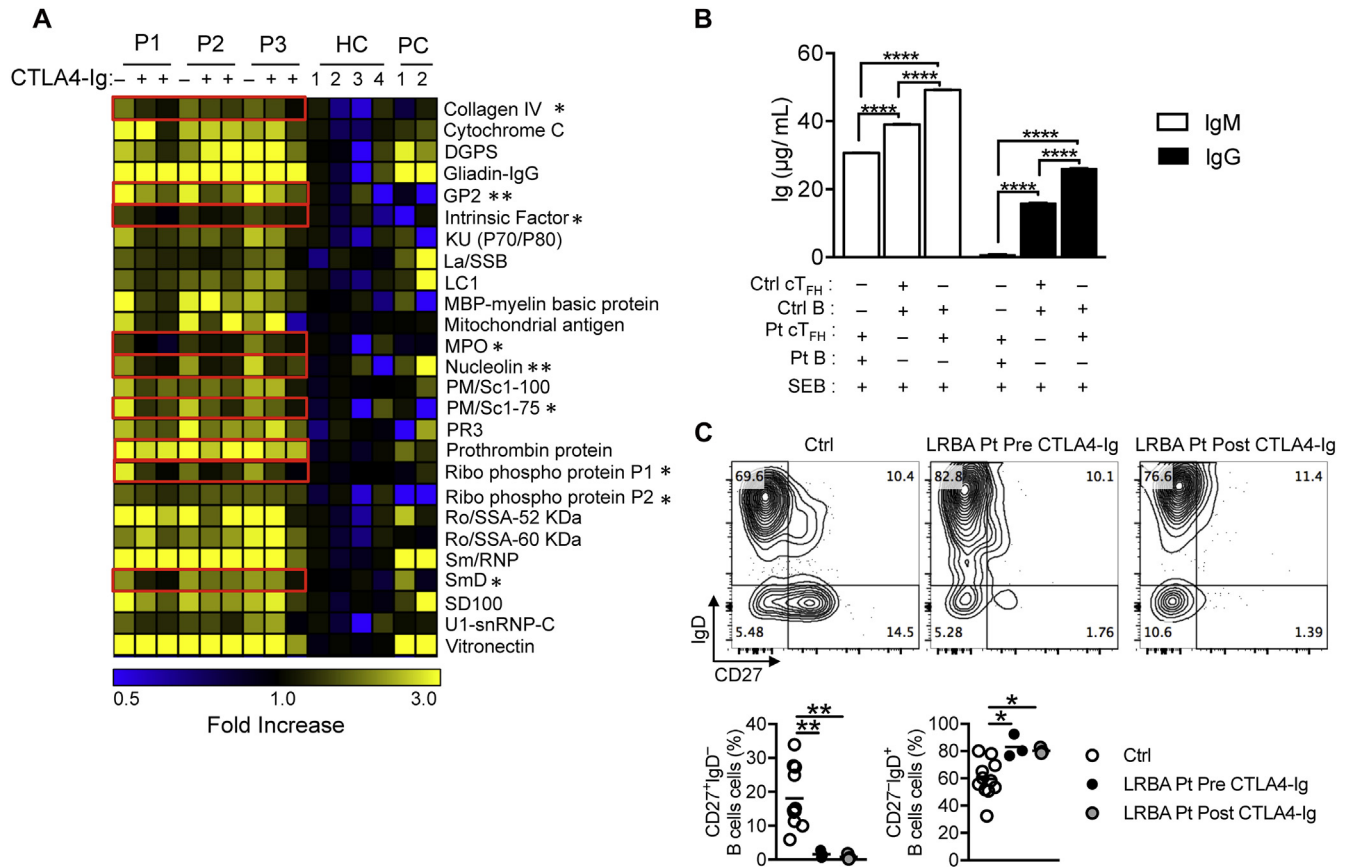 A
P1 P2 P3 HC PC
CTLA4-Ig: – + + – + + – + + 1 2 3 4 1 2
Collagen IV *
Cytochrome C
DGPS
Gliadin-IgG
GP2 **
Intrinsic Factor *
KU (P70/P80)
La/SSB
LC1
MBP-myelin basic protein
Mitochondrial antigen
MPO *
Nucleolin **
PM/Sc1-100
PM/Sc1-75 *
PR3
Prothrombin protein
Ribo phospho protein P1 *
Ribo phospho protein P2 *
Ro/SSA-52 KDa
Ro/SSA-60 KDa
Sm/RNP
SmD *
SD100
U1-snRNP-C
Vitronectin
0.5 1.0 3.0
Fold Increase
B
Ig (µg/ mL)
60
40
20
0
**** ****
**** ****
**** ****
IgM
IgG
Ctrl cTFH : – + – – + –
Ctrl B : – + + – + +
Pt cTFH : + – + + – +
Pt B : + – – + – –
SEB : + + + + + +
C
Ctrl LRBA Pt Pre CTLA4-Ig LRBA Pt Post CTLA4-Ig
69.6 10.4 82.8 10.1 76.6 11.4
5.48 14.5 5.28 1.76 10.6 1.39
IgD
CD27
CD27+IgD–
B cells cells (%)
40
30
20
10
0
**
**
CD27–IgD+
B cells cells (%)
100
80
60
40
20
0
*
*
Ctrl
LRBA Pt Pre CTLA4-Ig
LRBA Pt Post CTLA4-Ig